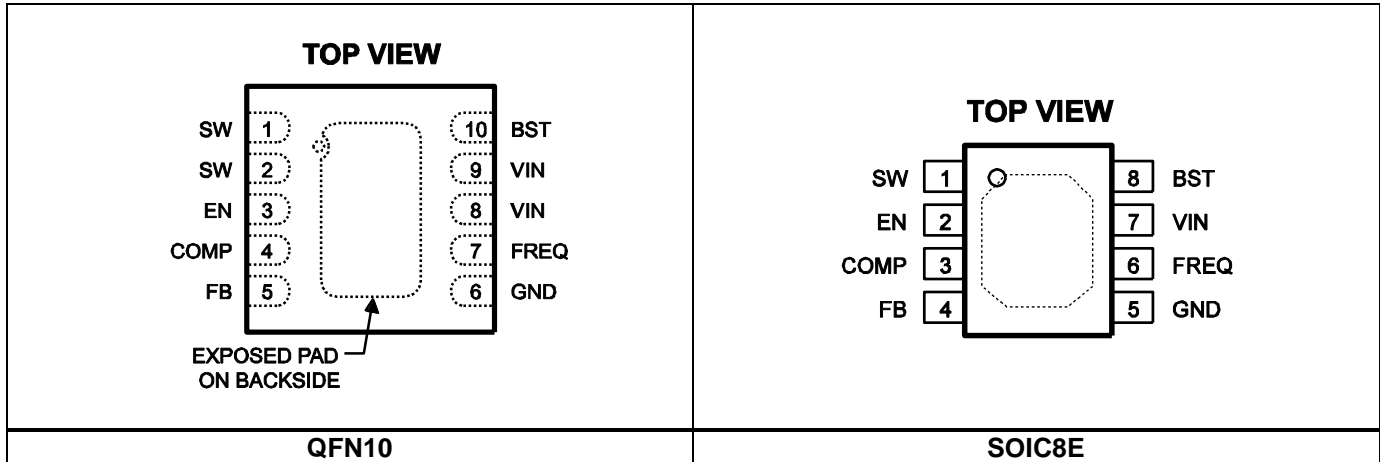 TOP VIEW
SW 1 10 BST
SW 2 9 VIN
EN 3 8 VIN
COMP 4 7 FREQ
FB 5 6 GND
EXPOSED PAD
ON BACKSIDE
QFN10
TOP VIEW
SW 1 8 BST
EN 2 7 VIN
COMP 3 6 FREQ
FB 4 5 GND
SOIC8E